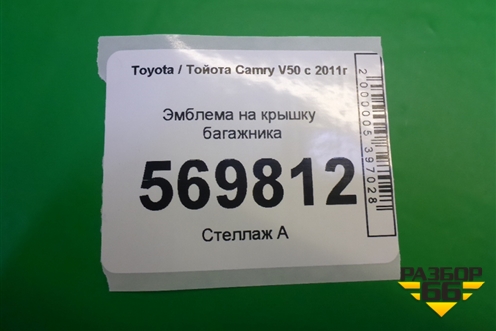 Toyota / Тойота Camry V50 с 2011г
Эмблема на крышку
багажника
569812
Стеллаж А
2000005397028
РАЗБОР
66